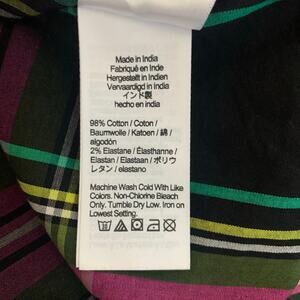 Made in India
Fabriqué en Inde
Hergestellt in Indien
Vervaardigd in India
インド製
hecho en india
98% Cotton / Coton /
Baumwolle / Katoen / 綿 /
algodón
2% Elastane / Élasthanne /
Elastan / Elastaan / ポリウ
レタン / elastano
Machine Wash Cold With Like
Colors. Non-Chlorine Bleach
Only. Tumble Dry Low. Iron on
Lowest Setting.